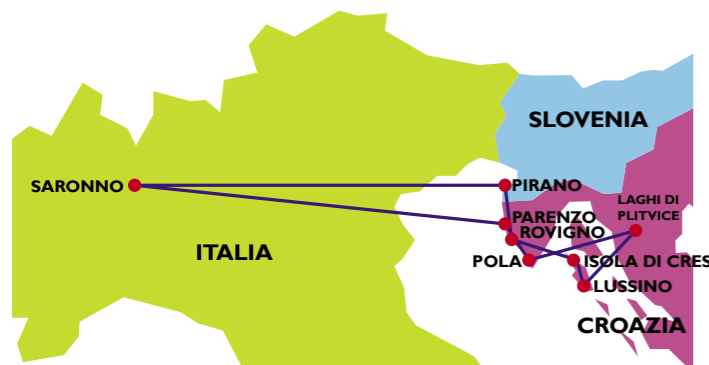 SLOVENIA
SARONNO
PIRANO
LAGHI DI
PLITVICE
PARENZO
ROVIGNO
ITALIA
POLA
ISOLA DI CRES
LUSSINO
CROAZIA